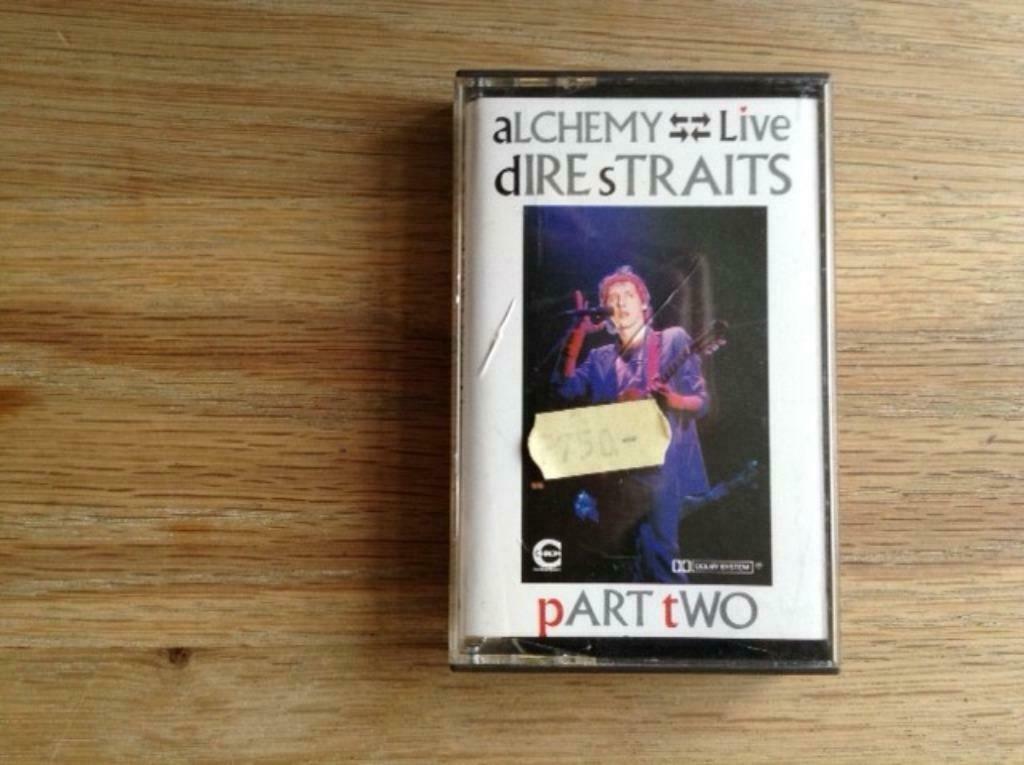 aLCHEMY Live
dIRE sTRAITS
750.-
DOLBY SYSTEM
pART tWO